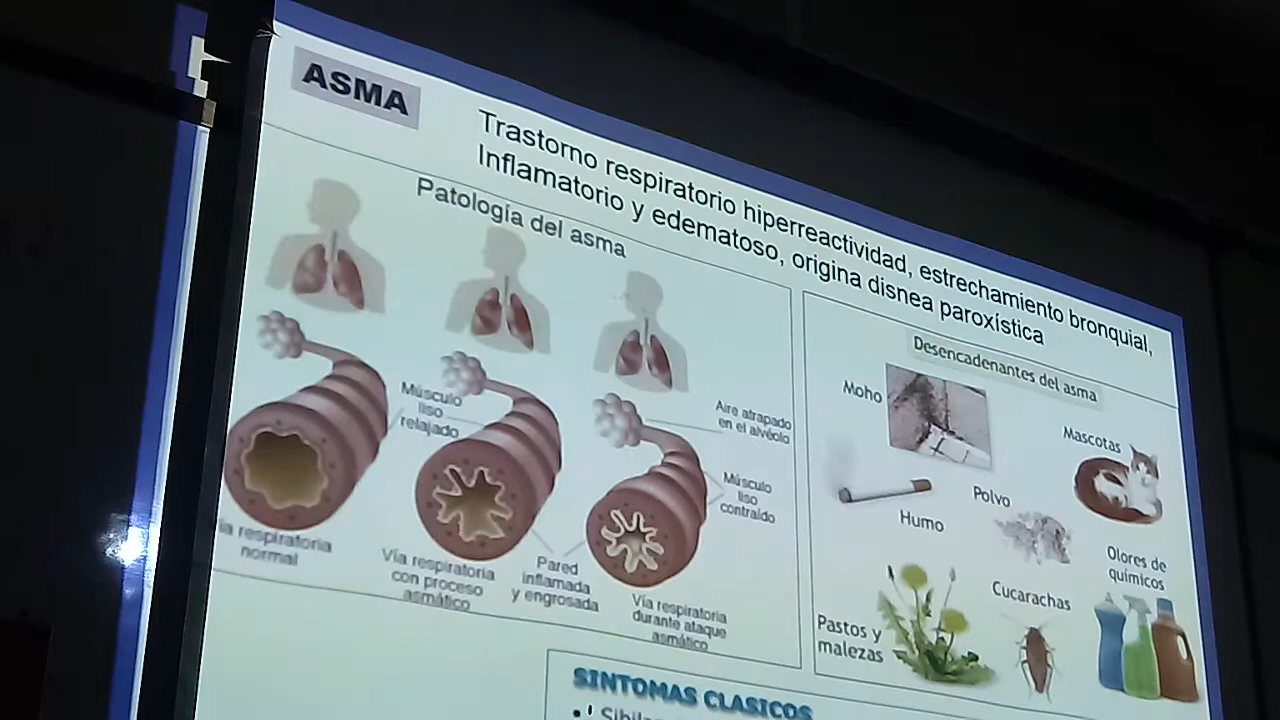 ASMA
Trastorno respiratorio hiperreactividad, estrechamiento bronquial,
Inflamatorio y edematoso, origina disnea paroxística
Patología del asma
Músculo
liso
relajado
Aire atrapado
en el alvéolo
Músculo
liso
contraído
ía respiratoria
normal
Vía respiratoria
con proceso
asmático
Pared
inflamada
y engrosada
Vía respiratoria
durante ataque
asmático
Desencadenantes del asma
Moho
Mascotas
Humo
Polvo
Olores de
químicos
Pastos y
malezas
Cucarachas
SINTOMAS CLASICOS